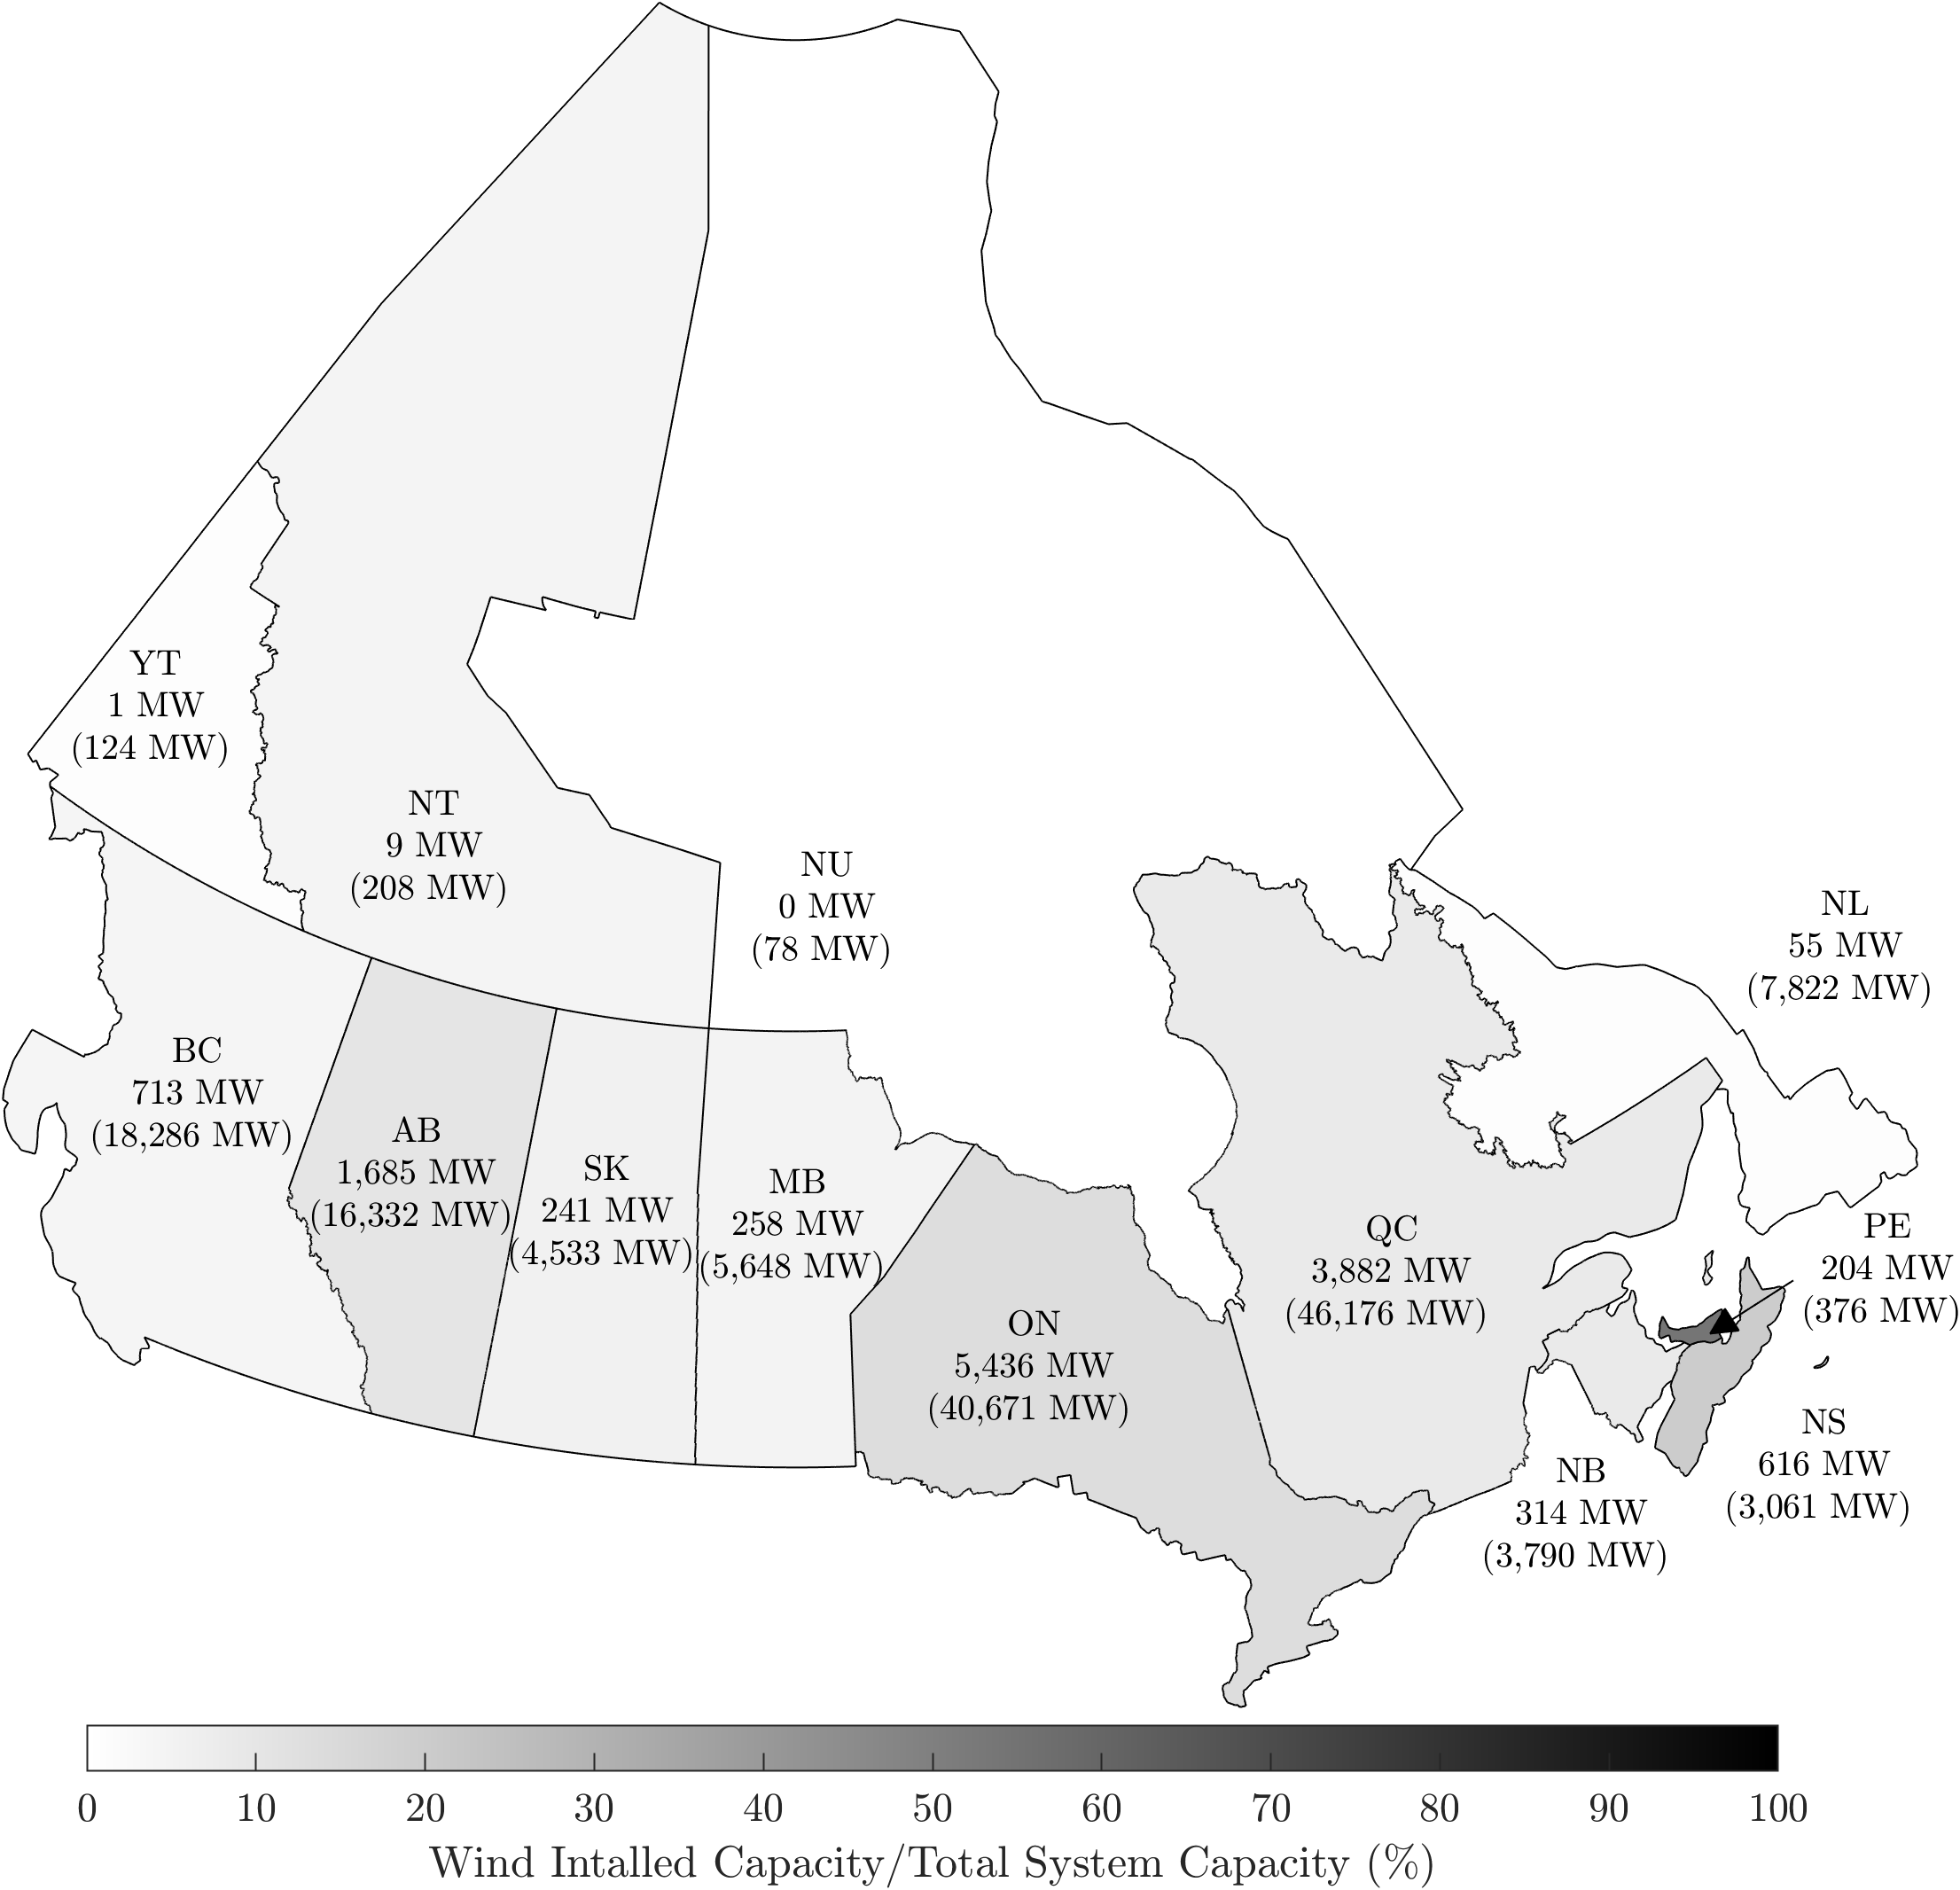 YT
1 MW
(124 MW)
NT
9 MW
(208 MW)
NU
0 MW
(78 MW)
NL
55 MW
(7,822 MW)
BC
713 MW
(18,286 MW)
AB
1,685 MW
(16,332 MW)
SK
241 MW
(4,533 MW)
MB
258 MW
(5,648 MW)
ON
5,436 MW
(40,671 MW)
QC
3,882 MW
(46,176 MW)
PE
204 MW
(376 MW)
NS
616 MW
(3,061 MW)
NB
314 MW
(3,790 MW)
0 10 20 30 40 50 60 70 80 90 100
Wind Intalled Capacity/Total System Capacity (%)